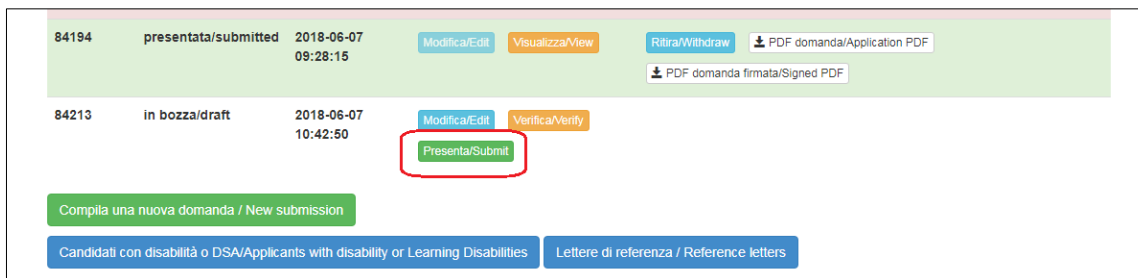 84194 presentata/submitted 2018-06-07 Modifica/Edit Visualizza/View Ritira/Withdraw PDF domanda/Application PDF
09:28:15
PDF domanda firmata/Signed PDF
84213 in bozza/draft 2018-06-07 Modifica/Edit Verifica/Verify
10:42:50
Presenta/Submit
Compila una nuova domanda / New submission
Candidati con disabilità o DSA/Applicants with disability or Learning Disabilities Lettere di referenza / Reference letters